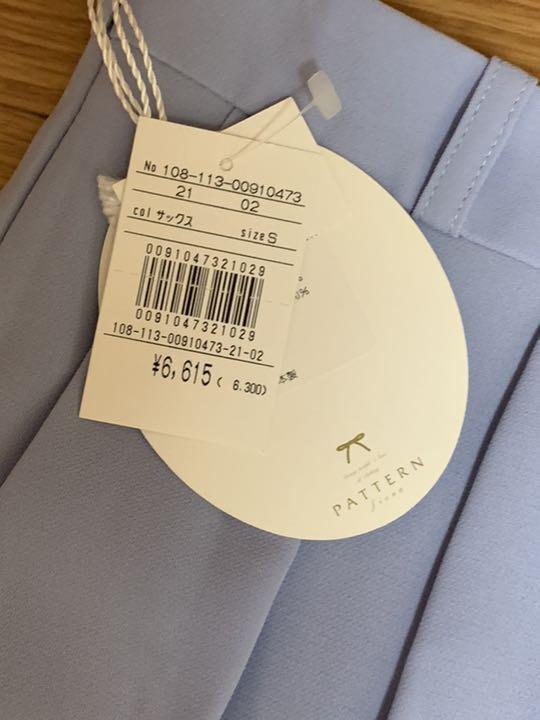 No 108-113-00910473
21 02
col サックス size S
0091047321029
0091047321029
108-113-00910473-21-02
¥6,615( 6.300)
%
PATTERN
fiona